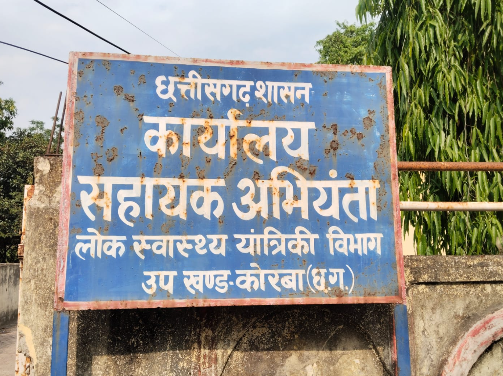 छत्तीसगढ़ शासन
कार्यालय
सहायक अभियंता
लोक स्वास्थ्य यांत्रिकी विभाग
उप खण्ड-कोरबा (छ.ग.)